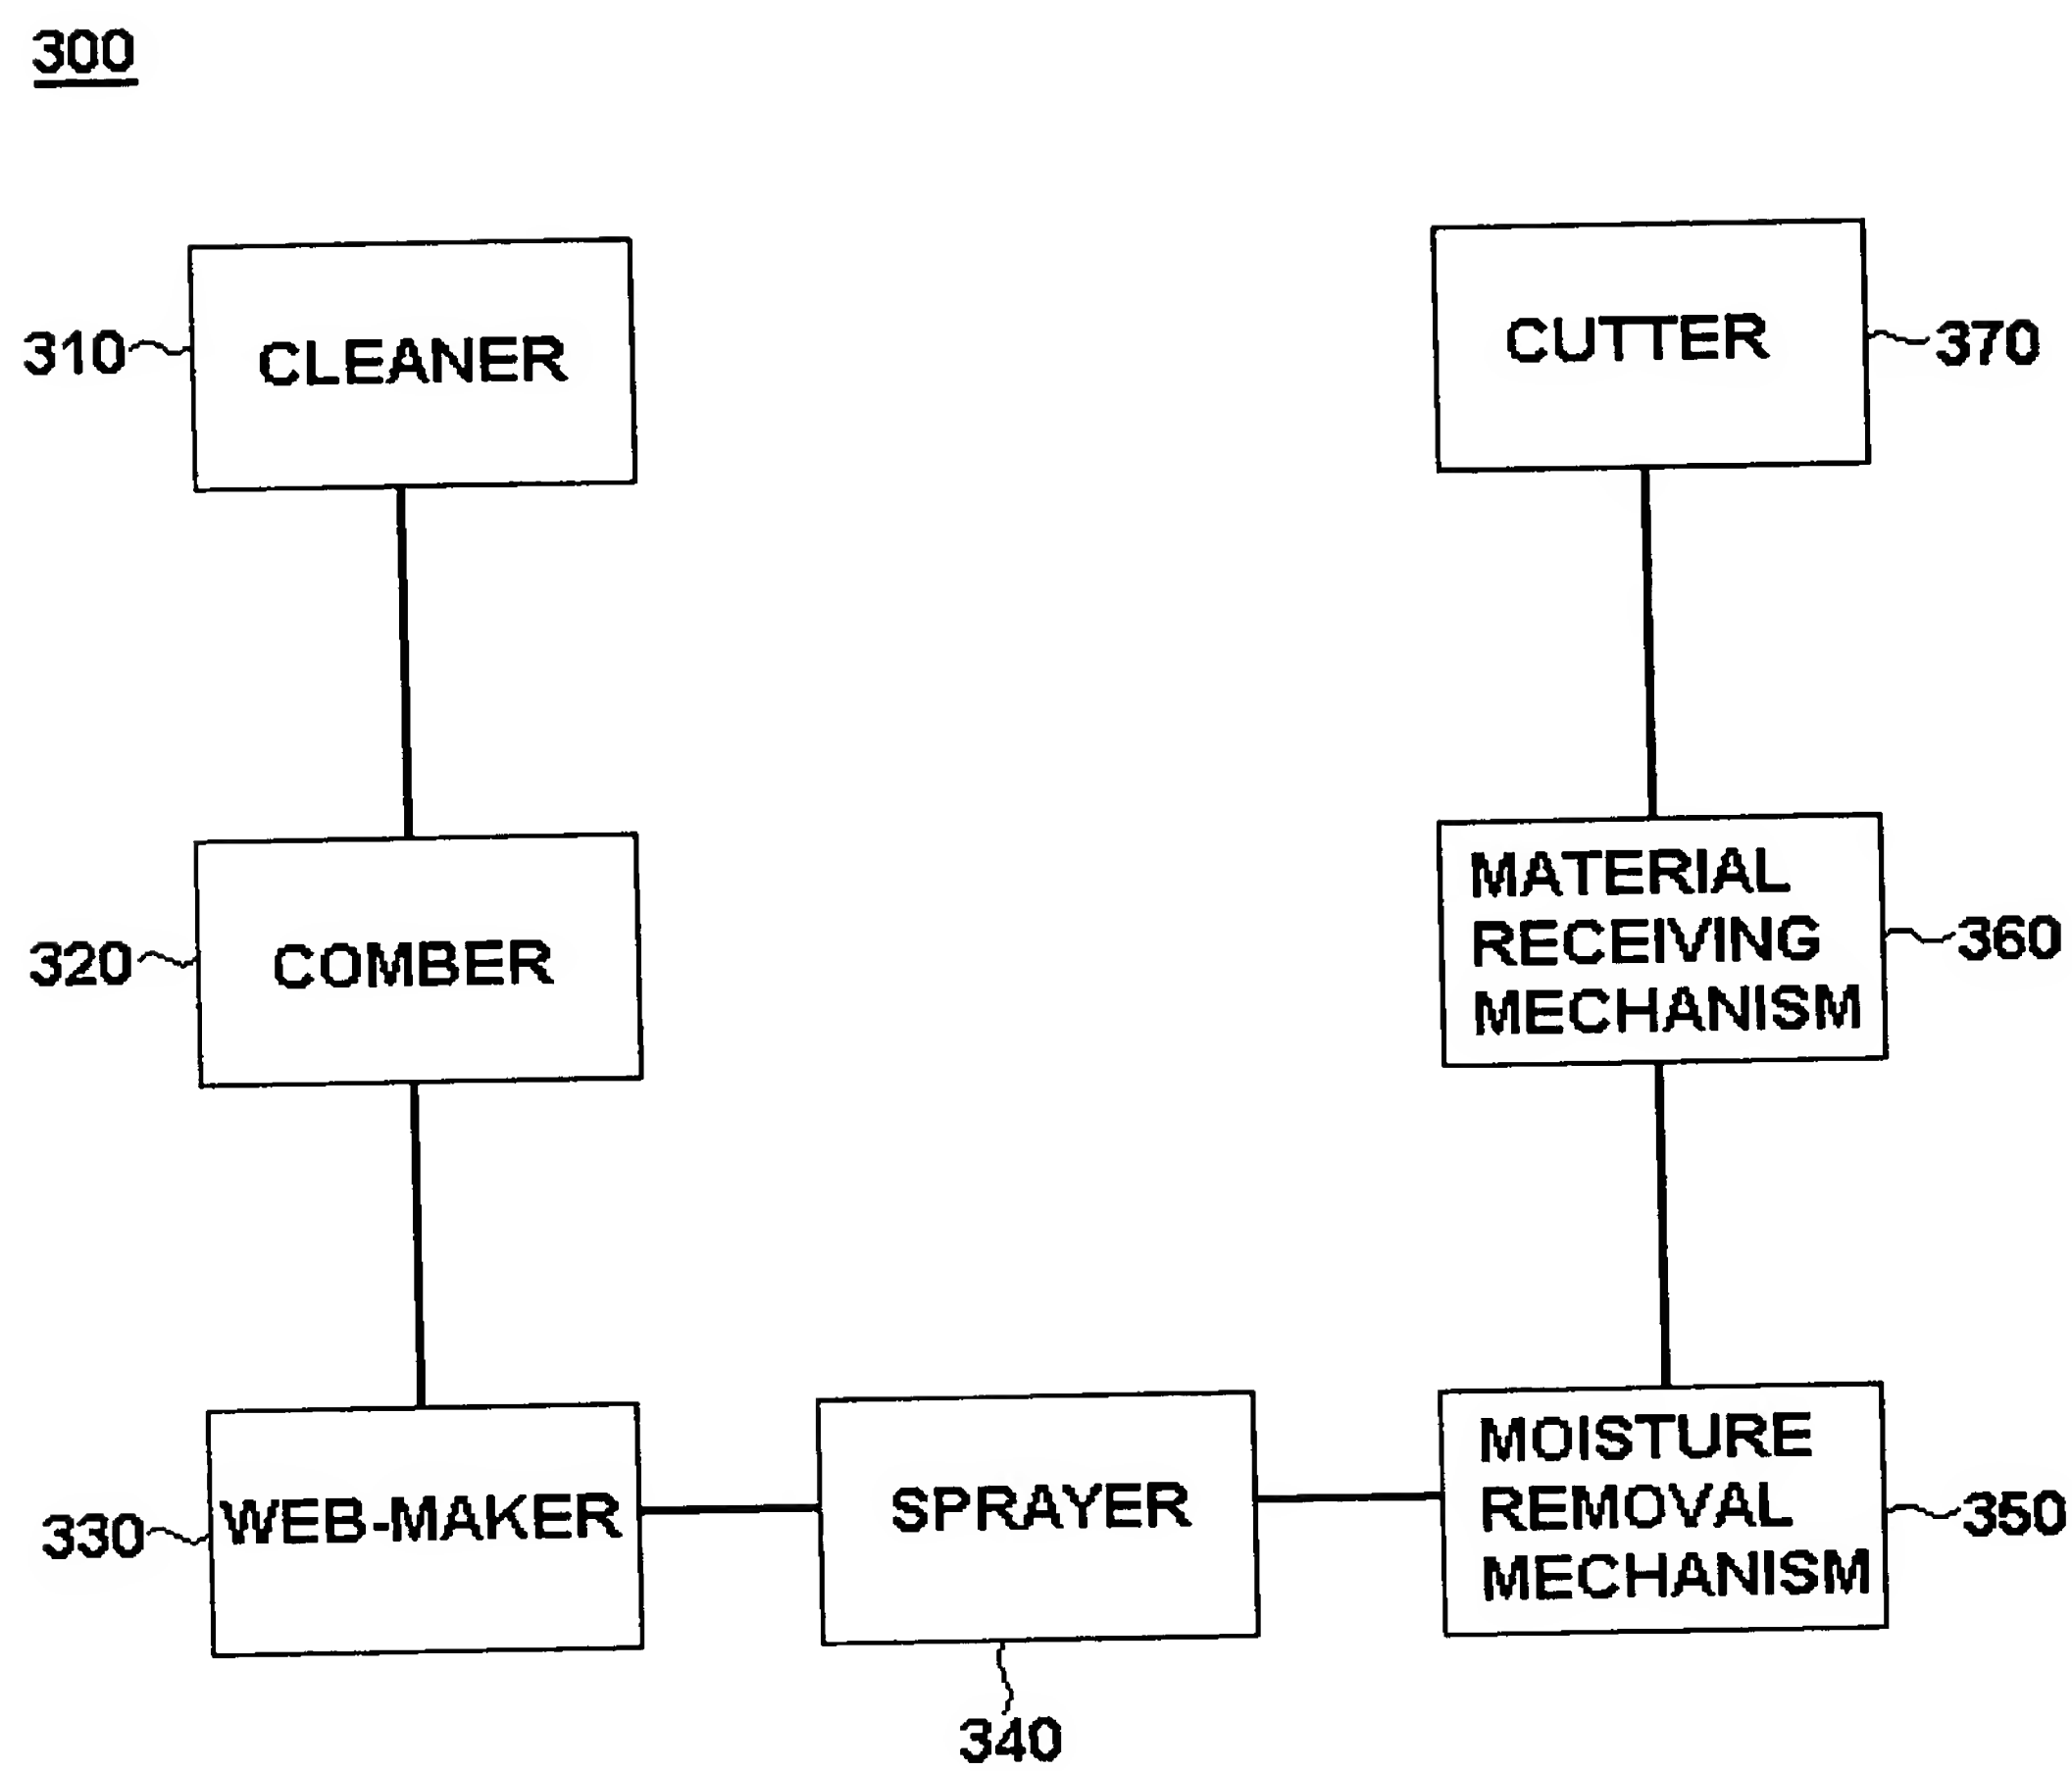 300
CLEANER
310
CUTTER
370
COMBER
320
MATERIAL
RECEIVING
MECHANISM
360
WEB-MAKER
330
SPRAYER
340
MOISTURE
REMOVAL
MECHANISM
350